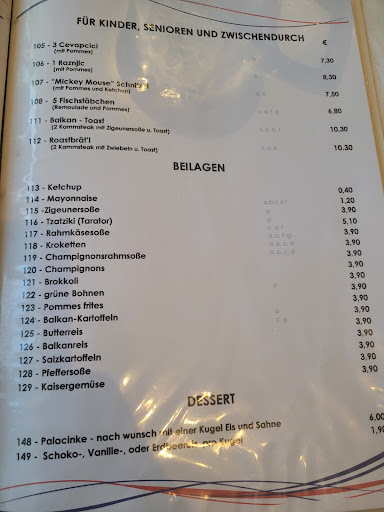 FÜR KINDER, SENIOREN UND ZWISCHENDURCH
€
105 - 3 Cevapcici 7,30
(mit Pommes)
106 - 1 Raznjic 8,30
(mit Pommes)
107 - "Mickey Mouse" 7,50
(mit Pommes und Ketchup)
108 - 5 Fischstäbchen 6,80
(Remoulade und Pommes)
111 - Balkan - Toast 10,30
(2 Kammsteak mit Zigeunersoße u. Toast)
112 - Roastbrät'l 10,30
(2 Kammsteak mit Zwiebeln u. Toast)
BEILAGEN
113 - Ketchup 0,40
114 - Mayonnaise 1,20
115 -Zigeunersoße 3,90
116 - Tzatziki (Tarator) 5,10
117 - Rahmkäsesoße 3,90
118 - Kroketten 3,90
119 - Champignonsrahmsoße 3,90
120 - Champignons 3,90
121 - Brokkoli 3,90
122 - grüne Bohnen 3,90
123 - Pommes frites 3,90
124 - Balkan-Kartoffeln 3,90
125 - Butterreis 3,90
126 - Balkanreis 3,90
127 - Salzkartoffeln 3,90
128 - Pfeffersoße 3,90
129 - Kaisergemüse 3,90
DESSERT
148 - Palacinke - nach wunsch mit einer Kugel Eis und Sahne 6,00
149 - Schoko-, Vanille-, oder Erdbeereis, pro Kugel 1,90